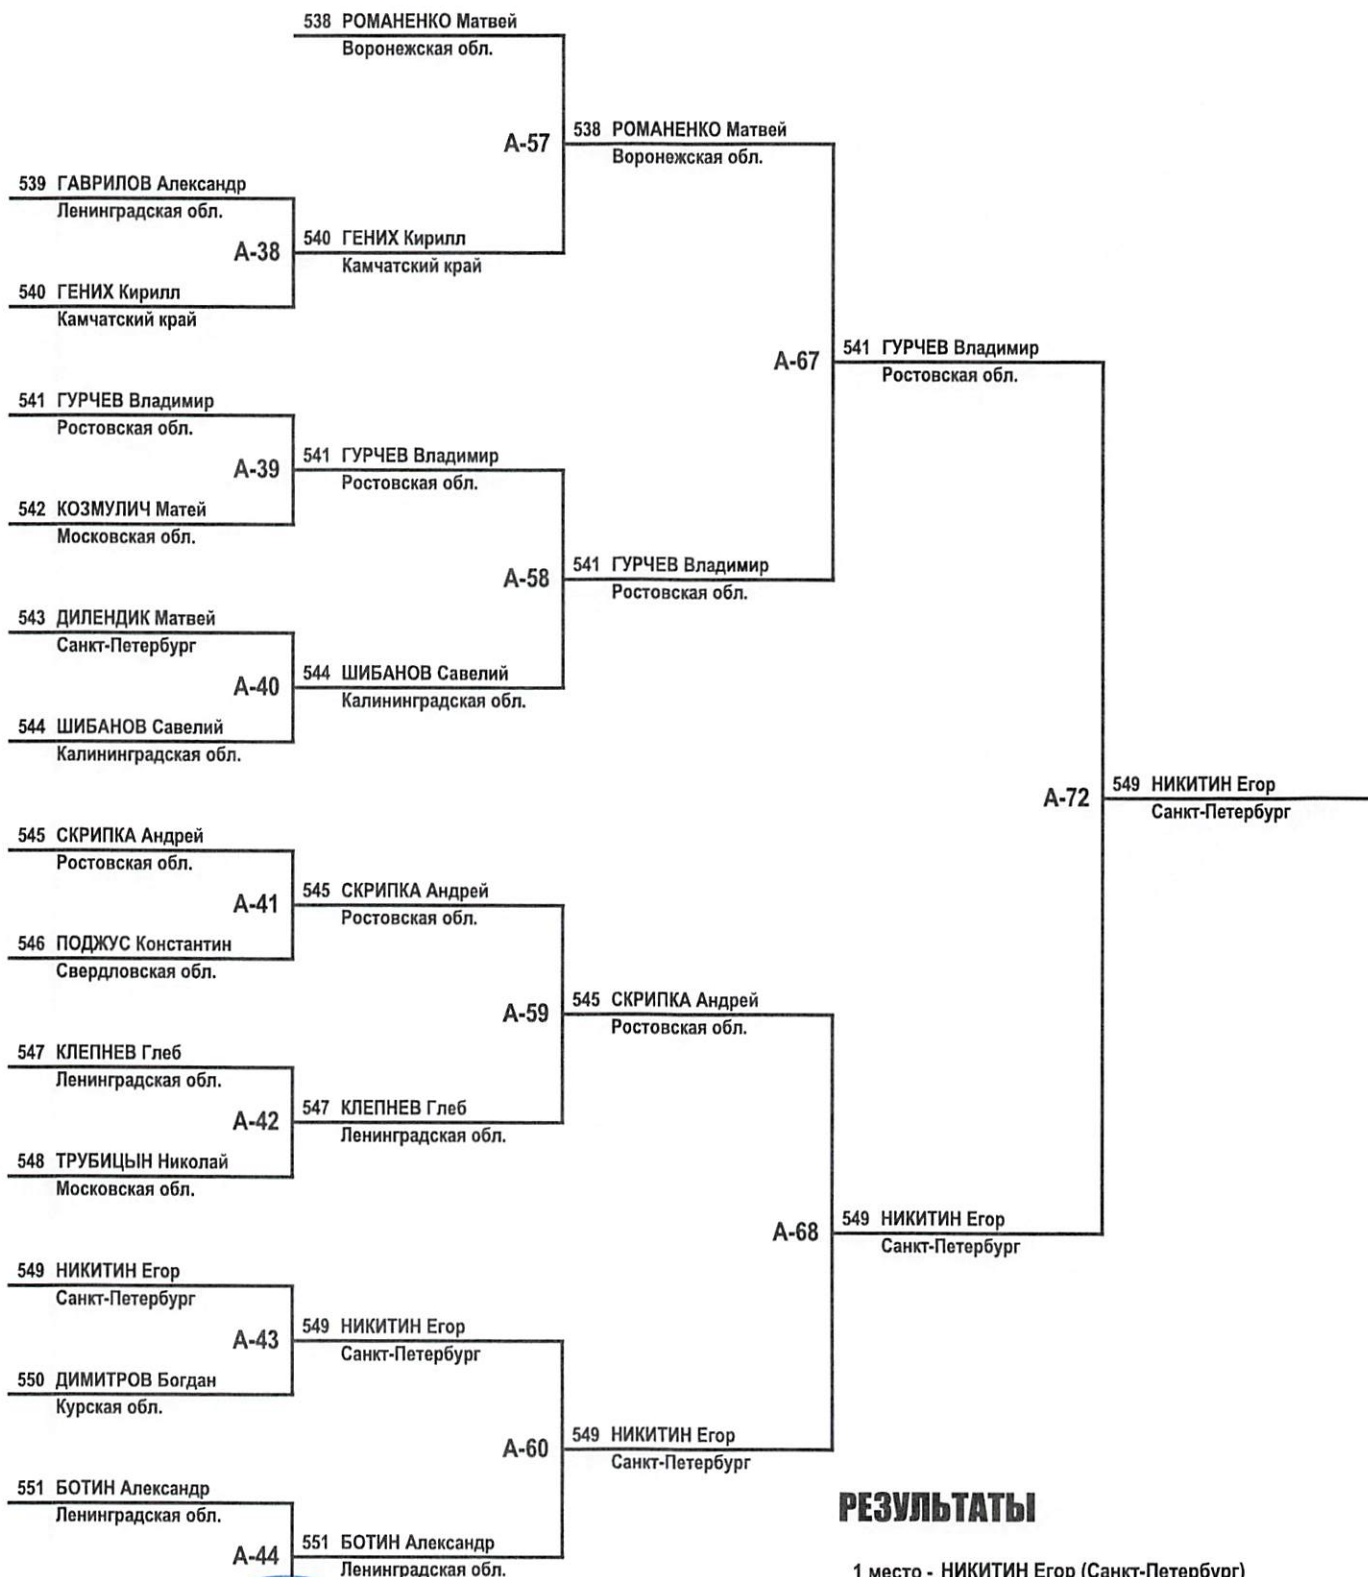 538 РОМАНЕНКО Матвей
Воронежская обл.
А-57
538 РОМАНЕНКО Матвей
Воронежская обл.
539 ГАВРИЛОВ Александр
Ленинградская обл.
А-38
540 ГЕНИХ Кирилл
Камчатский край
540 ГЕНИХ Кирилл
Камчатский край
А-67
541 ГУРЧЕВ Владимир
Ростовская обл.
541 ГУРЧЕВ Владимир
Ростовская обл.
А-39
541 ГУРЧЕВ Владимир
Ростовская обл.
542 КОЗМУЛИЧ Матей
Московская обл.
А-58
541 ГУРЧЕВ Владимир
Ростовская обл.
543 ДИЛЕНДИК Матвей
Санкт-Петербург
А-40
544 ШИБАНОВ Савелий
Калининградская обл.
544 ШИБАНОВ Савелий
Калининградская обл.
А-72
549 НИКИТИН Егор
Санкт-Петербург
545 СКРИПКА Андрей
Ростовская обл.
А-41
545 СКРИПКА Андрей
Ростовская обл.
546 ПОДЖУС Константин
Свердловская обл.
А-59
545 СКРИПКА Андрей
Ростовская обл.
547 КЛЕПНЕВ Глеб
Ленинградская обл.
А-42
547 КЛЕПНЕВ Глеб
Ленинградская обл.
548 ТРУБИЦЫН Николай
Московская обл.
А-68
549 НИКИТИН Егор
Санкт-Петербург
549 НИКИТИН Егор
Санкт-Петербург
А-43
549 НИКИТИН Егор
Санкт-Петербург
550 ДИМИТРОВ Богдан
Курская обл.
А-60
549 НИКИТИН Егор
Санкт-Петербург
551 БОТИН Александр
Ленинградская обл.
А-44
551 БОТИН Александр
Ленинградская обл.
РЕЗУЛЬТАТЫ
1 место - НИКИТИН Егор (Санкт-Петербург)